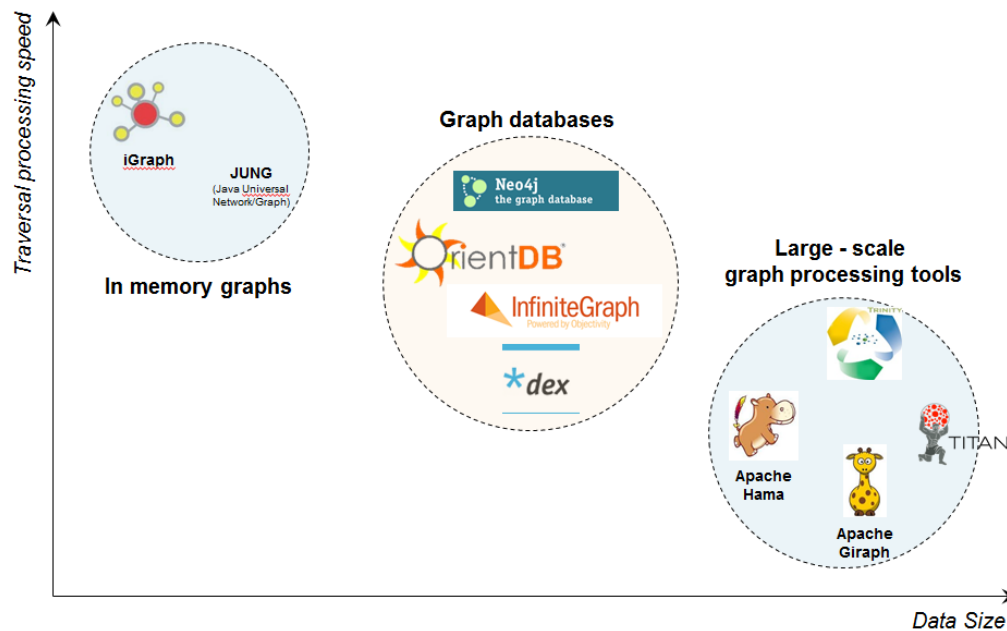 Traversal processing speed
iGraph
JUNG
(Java Universal
Network/Graph)
In memory graphs
Graph databases
Neo4j
the graph database
OrientDB®
InfiniteGraph
Powered by Objectivity
*dex
Large - scale
graph processing tools
TRINITY
TITAN
Apache
Hama
Apache
Giraph
Data Size